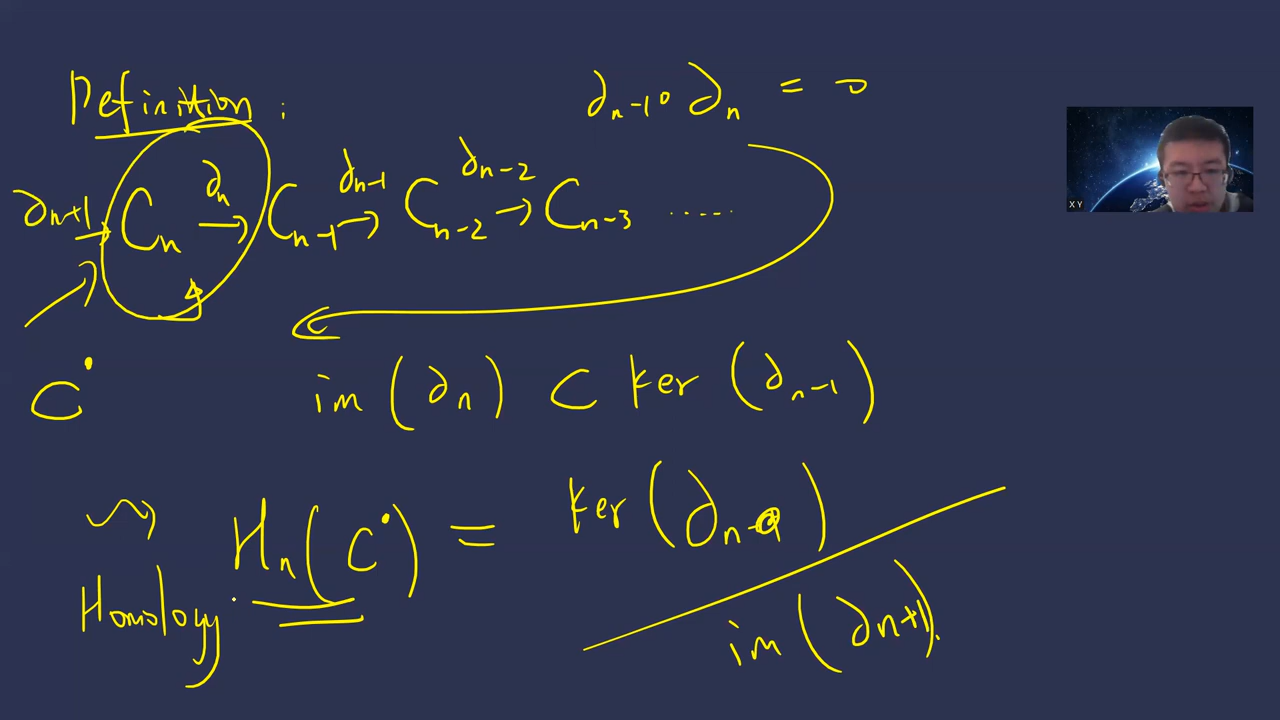 Definition :
∂n-1 ∘ ∂n = 0
∂n+1 → Cn ∂n → Cn-1 ∂n-1 → Cn-2 ∂n-2 → Cn-3 .....
C•
im (∂n) ⊂ ker (∂n-1)
Hn(C•) = ker (∂n) / im (∂n+1).
Homology
X Y